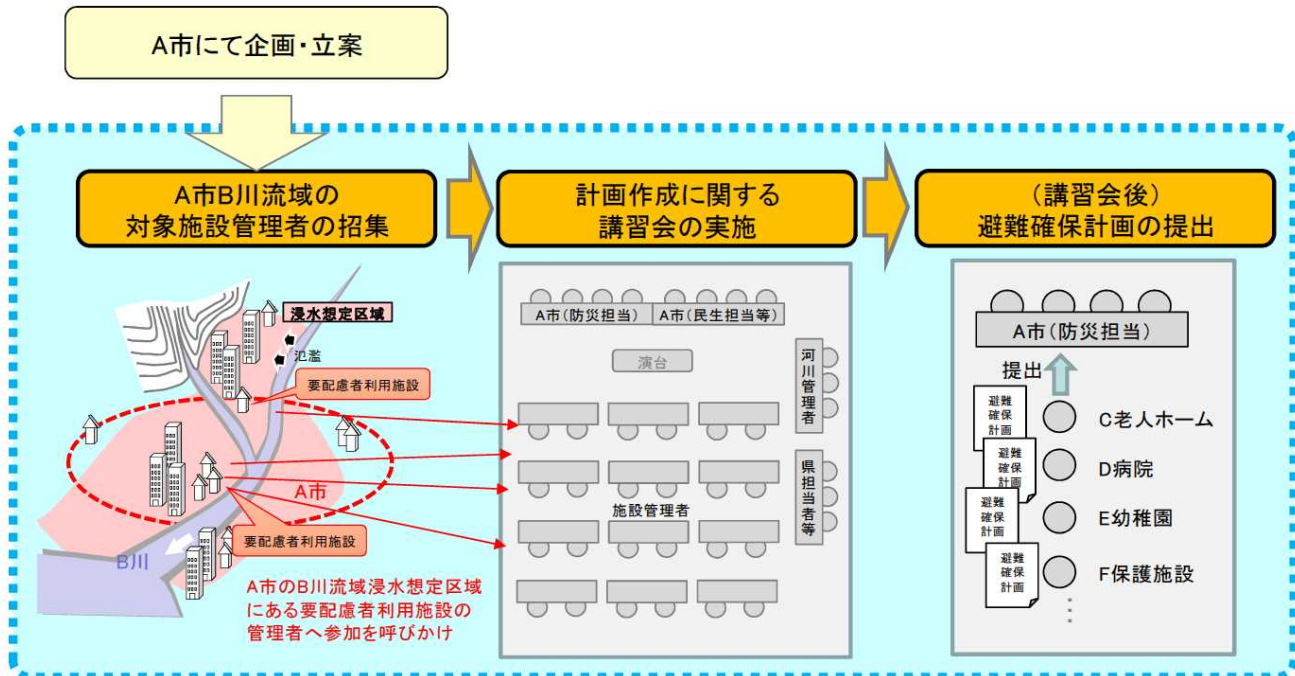 A市にて企画・立案
A市B川流域の
対象施設管理者の招集
計画作成に関する
講習会の実施
(講習会後)
避難確保計画の提出
浸水想定区域
氾濫
要配慮者利用施設
A市
要配慮者利用施設
B川
A市のB川流域浸水想定区域
にある要配慮者利用施設の
管理者へ参加を呼びかけ
A市(防災担当)
A市(民生担当等)
演台
河川管理者
県担当者等
施設管理者
A市(防災担当)
提出
避難
確保
計画
C老人ホーム
避難
確保
計画
D病院
避難
確保
計画
E幼稚園
避難
確保
計画
F保護施設